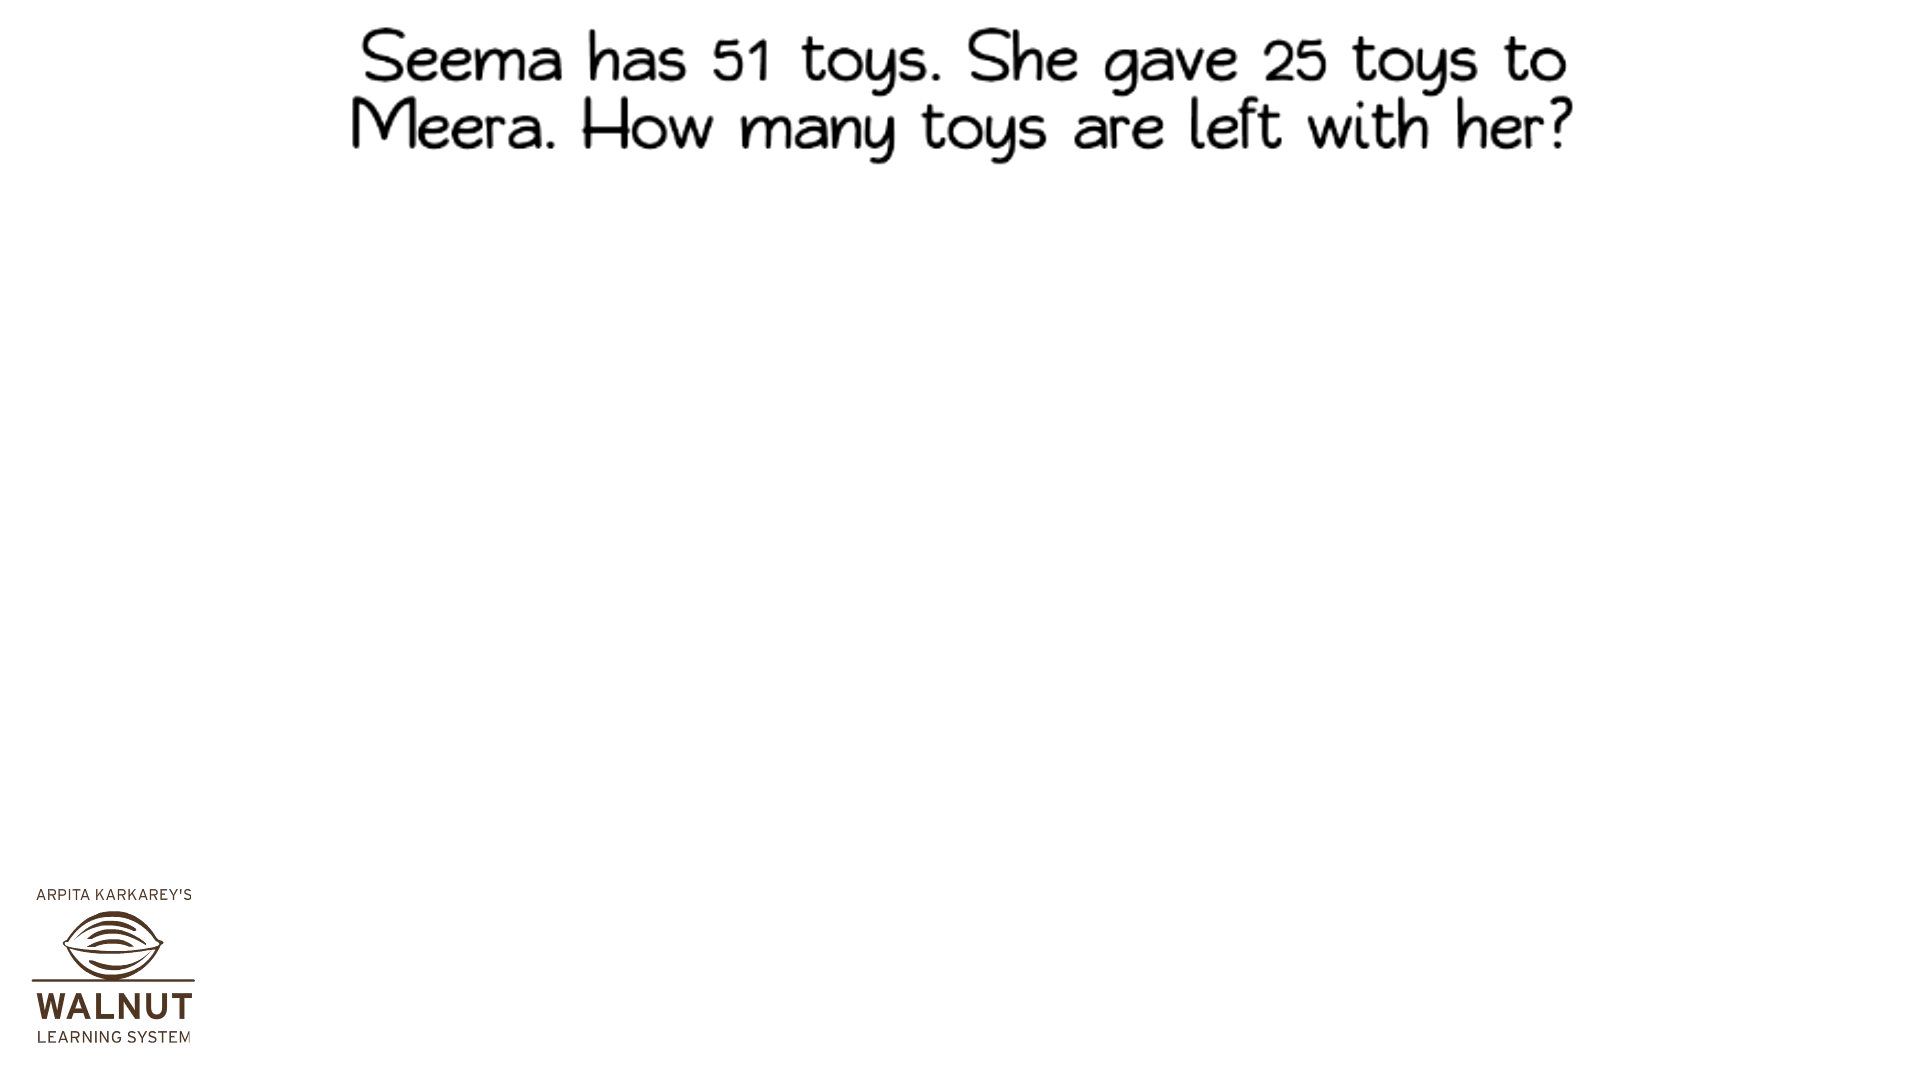 Seema has 51 toys. She gave 25 toys to
Meera. How many toys are left with her?
ARPITA KARKAREY'S
WALNUT
LEARNING SYSTEM